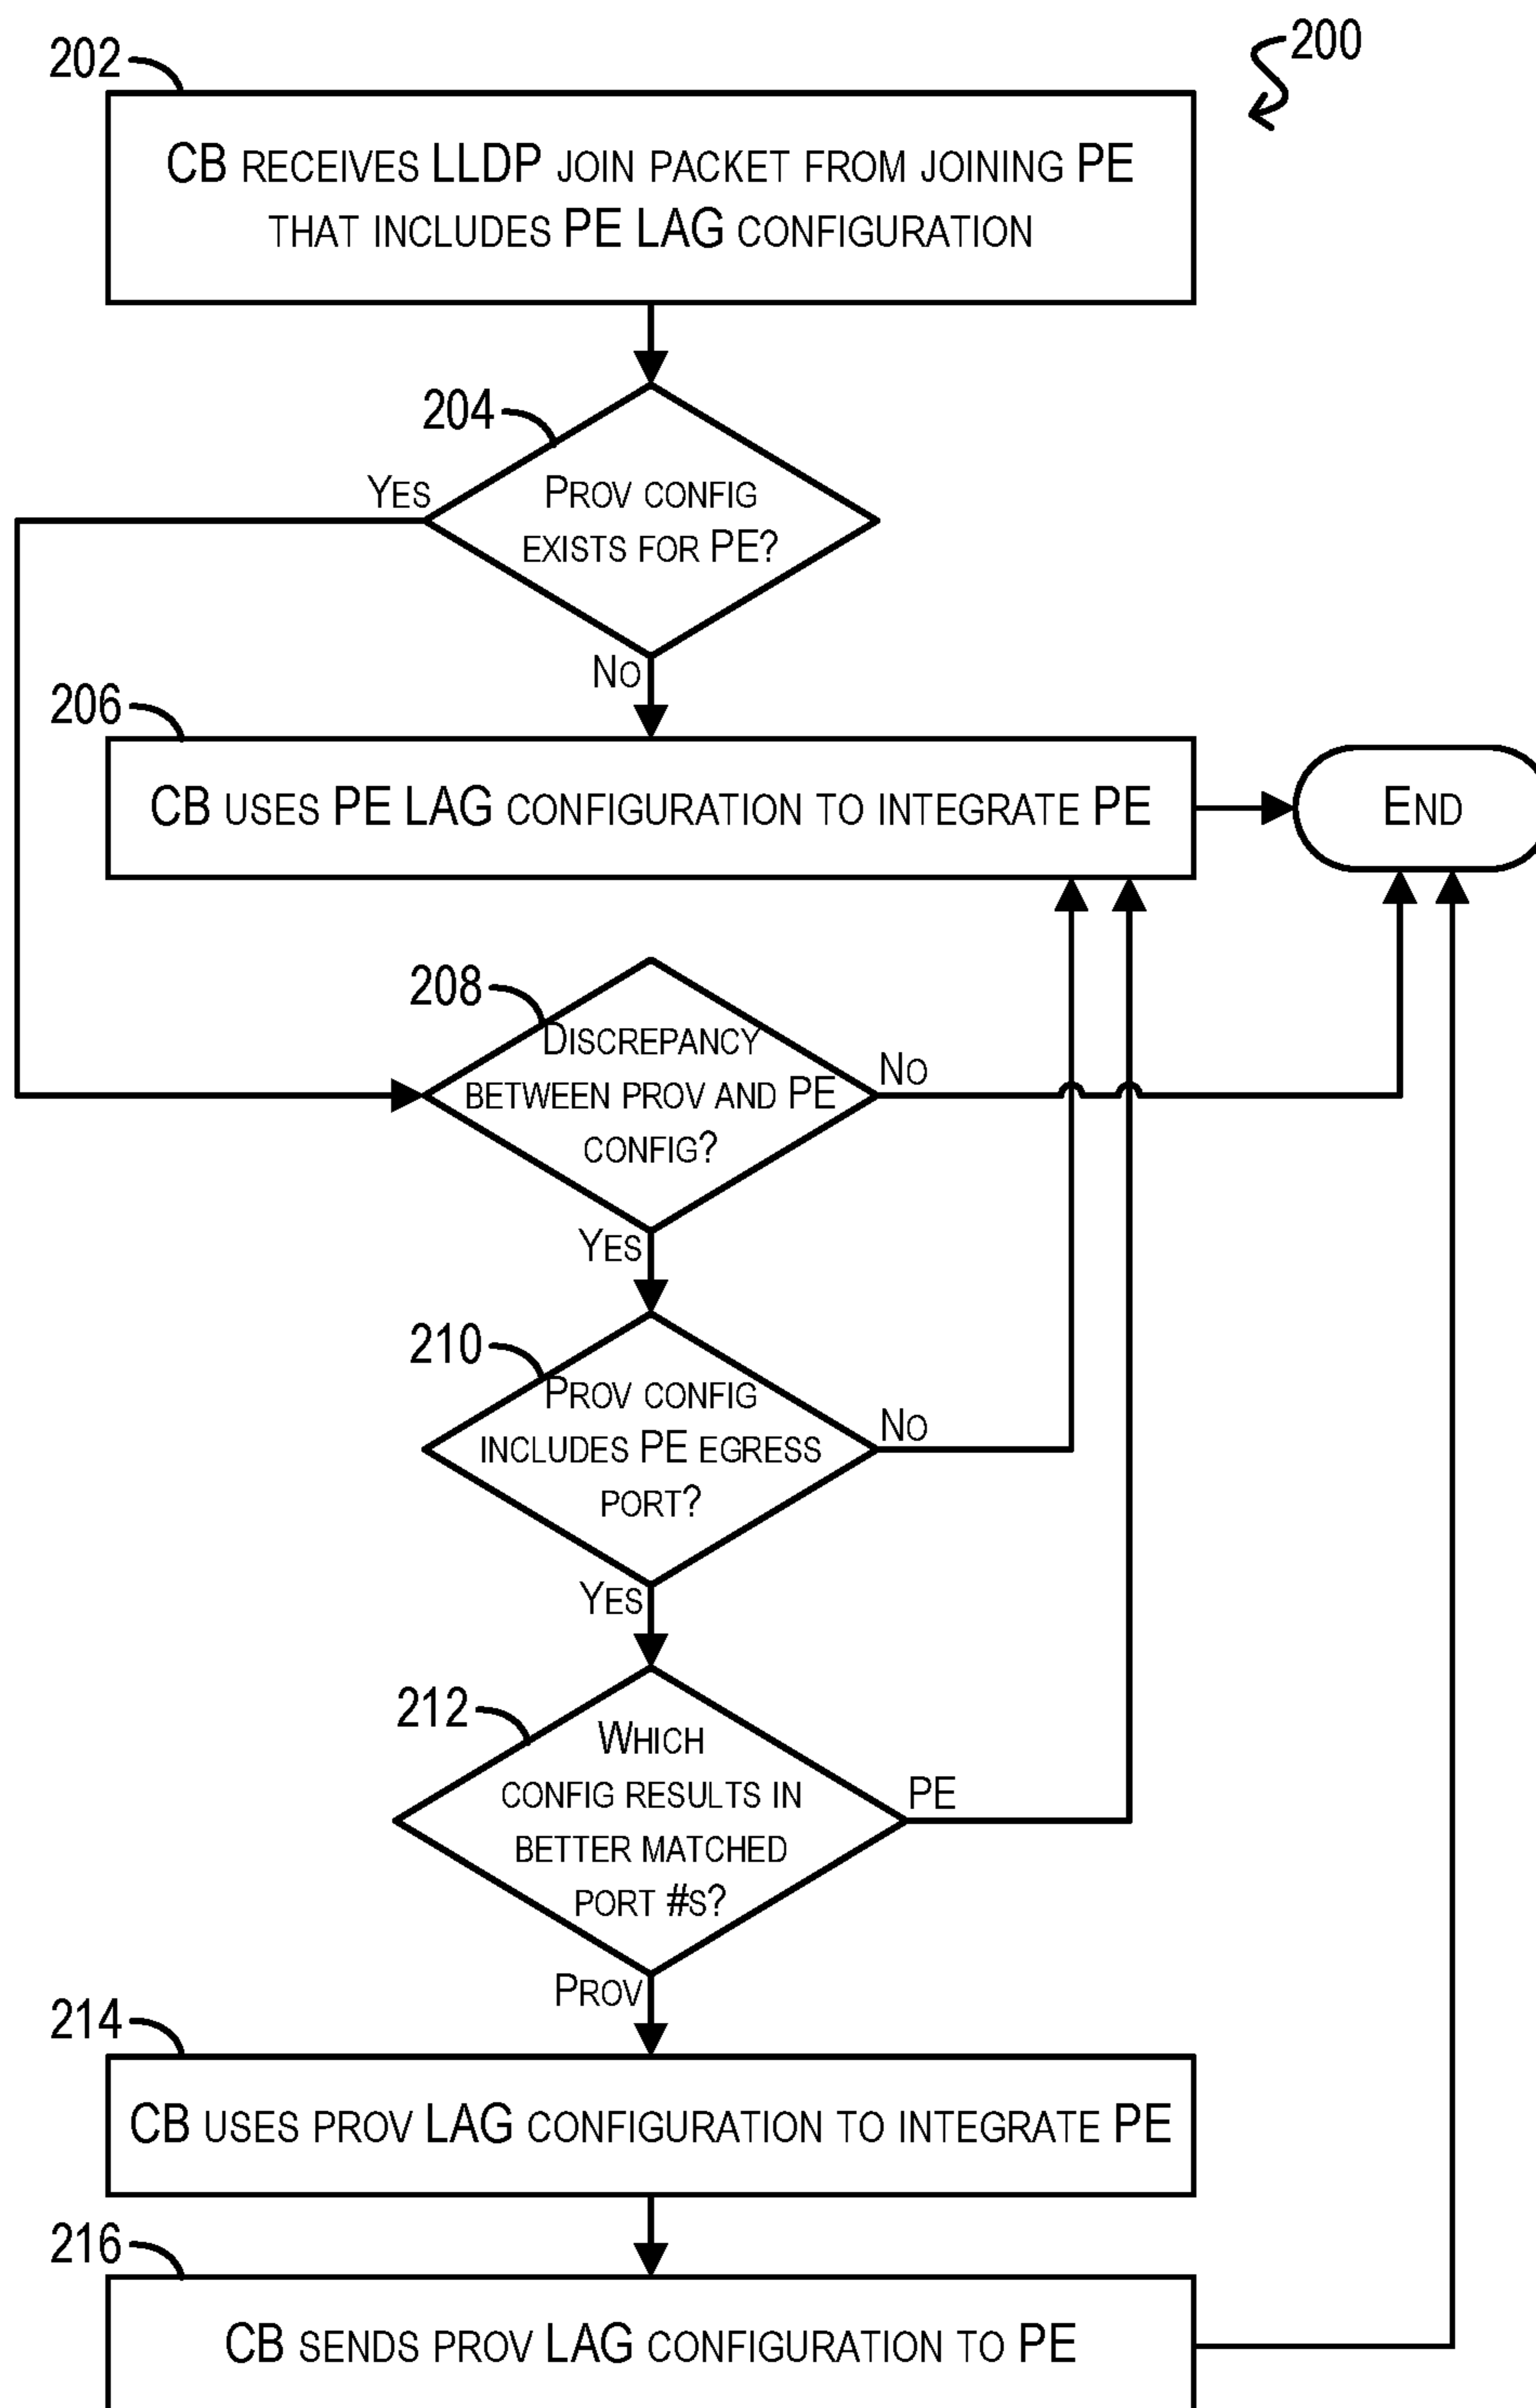 200
202
CB RECEIVES LLDP JOIN PACKET FROM JOINING PE
THAT INCLUDES PE LAG CONFIGURATION
204
YES
PROV CONFIG
EXISTS FOR PE?
NO
206
CB USES PE LAG CONFIGURATION TO INTEGRATE PE
END
208
DISCREPANCY
BETWEEN PROV AND PE
CONFIG?
NO
YES
210
PROV CONFIG
INCLUDES PE EGRESS
PORT?
NO
YES
212
WHICH
CONFIG RESULTS IN
BETTER MATCHED
PORT #S?
PE
PROV
214
CB USES PROV LAG CONFIGURATION TO INTEGRATE PE
216
CB SENDS PROV LAG CONFIGURATION TO PE